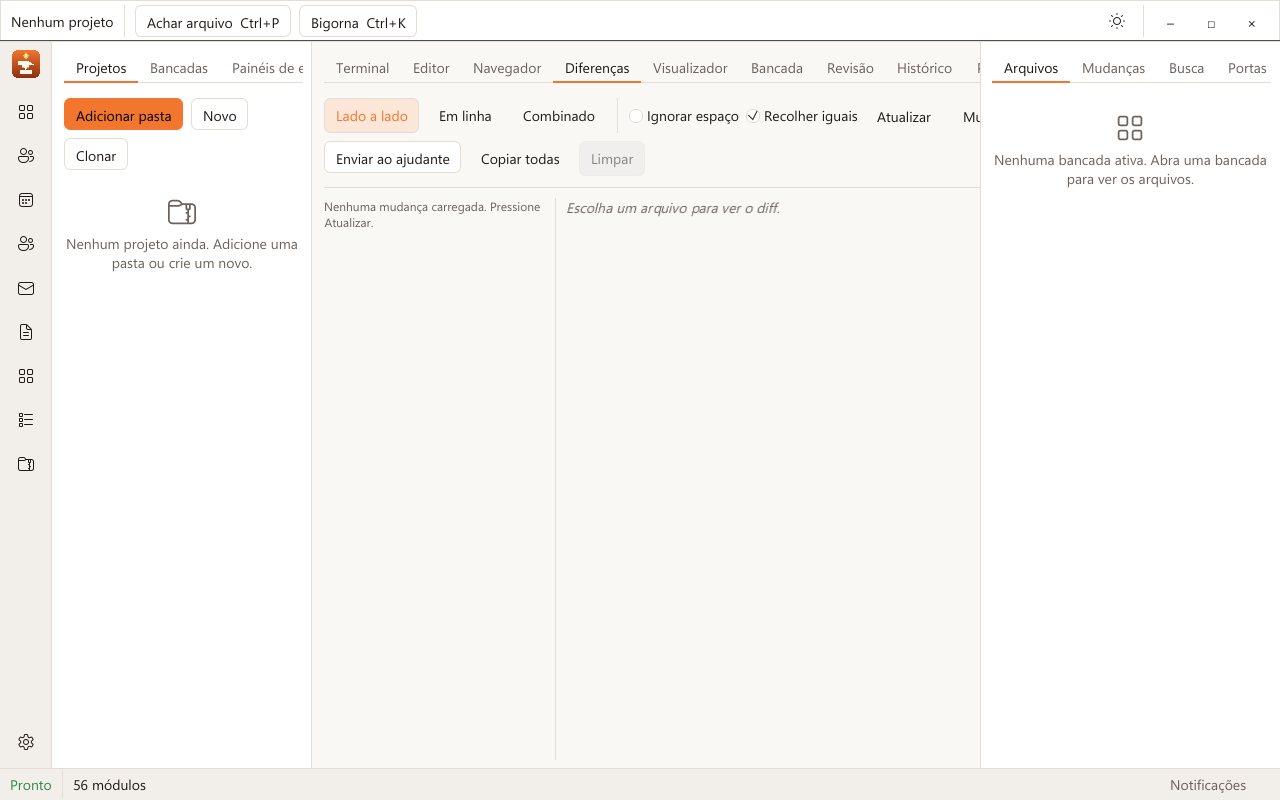 Nenhum projeto
Achar arquivo Ctrl+P
Bigorna Ctrl+K
Projetos
Bancadas
Painéis de e
Adicionar pasta
Novo
Clonar
Nenhum projeto ainda. Adicione uma
pasta ou crie um novo.
Terminal
Editor
Navegador
Diferenças
Visualizador
Bancada
Revisão
Histórico
Lado a lado
Em linha
Combinado
Ignorar espaço
Recolher iguais
Atualizar
Mu
Enviar ao ajudante
Copiar todas
Limpar
Nenhuma mudança carregada. Pressione
Atualizar.
Escolha um arquivo para ver o diff.
Arquivos
Mudanças
Busca
Portas
Nenhuma bancada ativa. Abra uma bancada
para ver os arquivos.
Pronto
56 módulos
Notificações